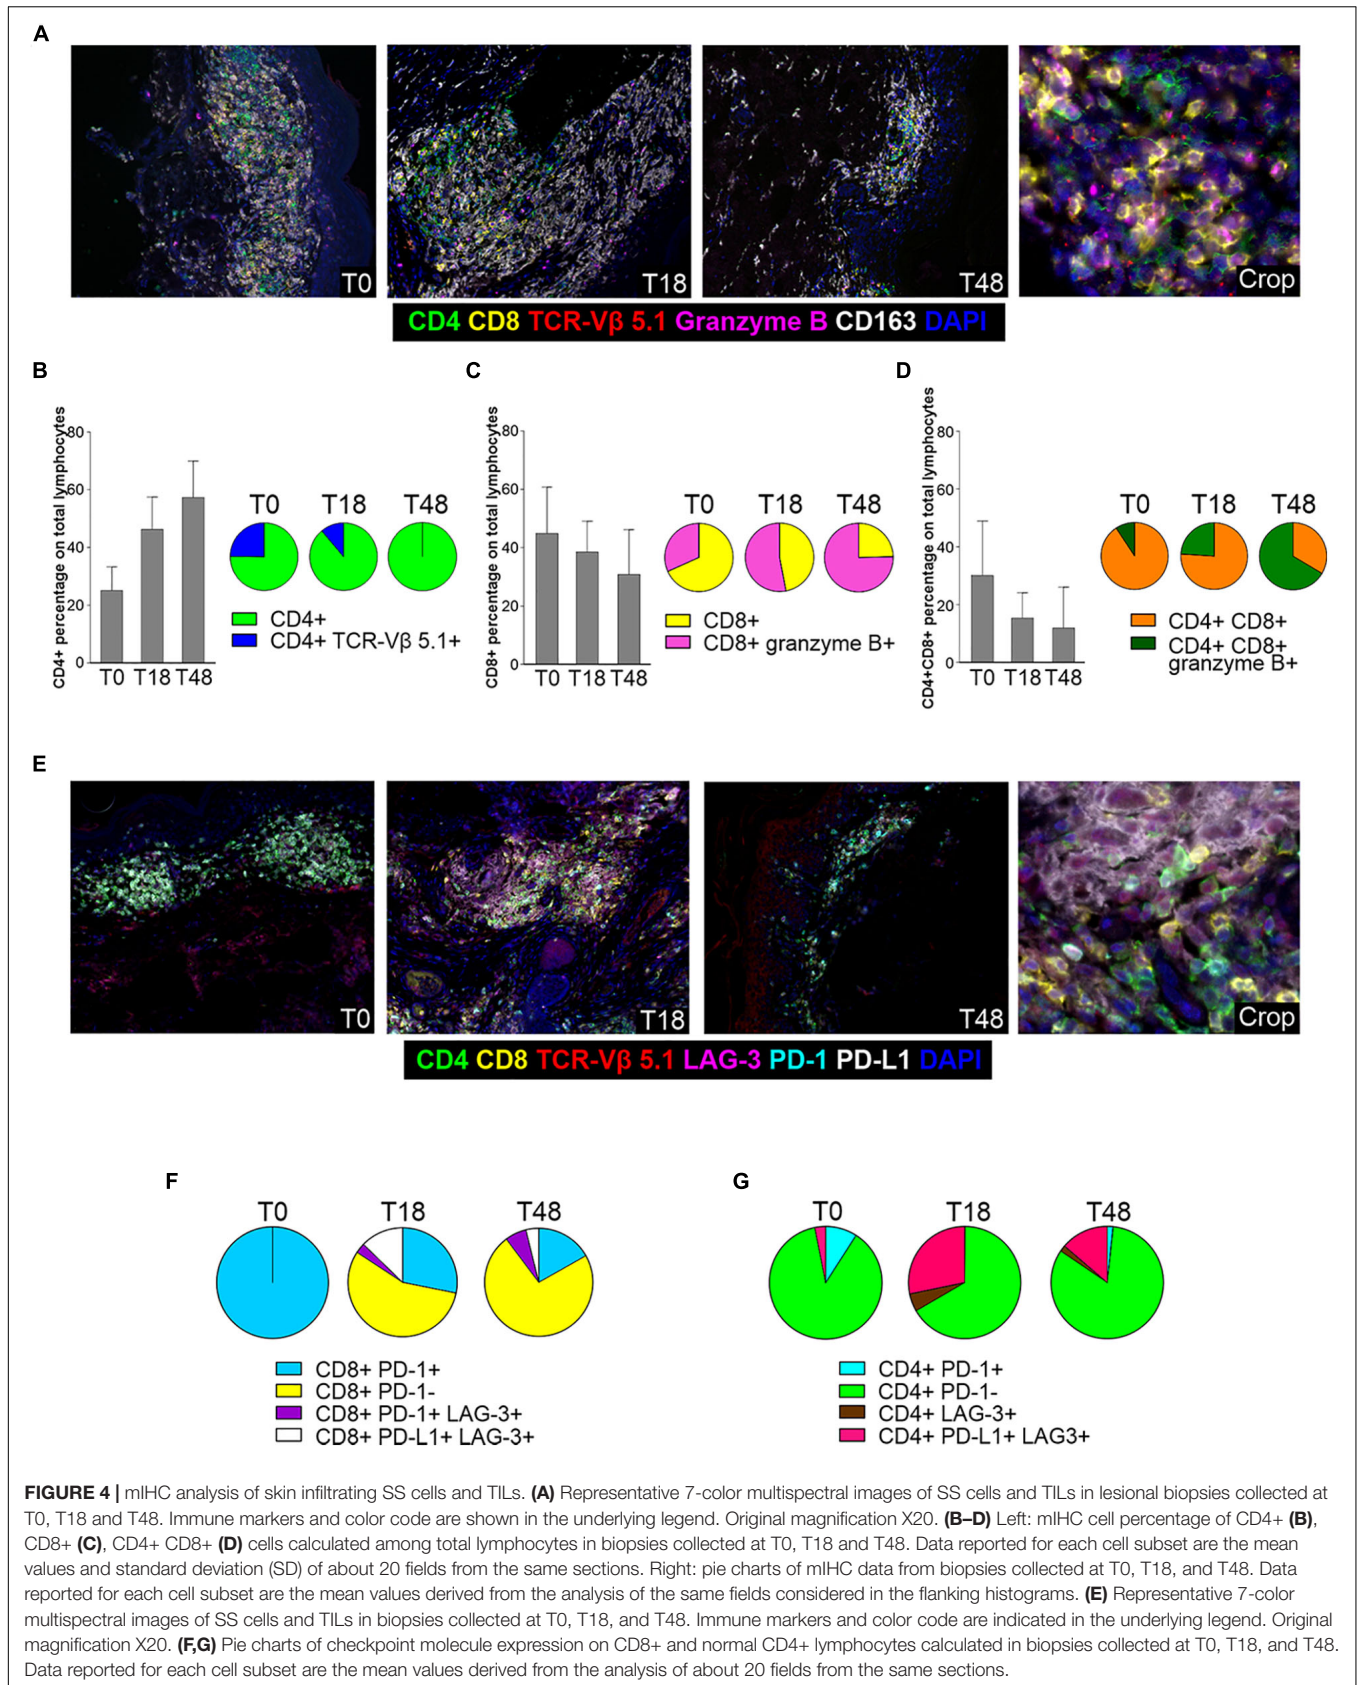 A
T0
T18
T48
Crop
CD4 CD8 TCR-Vβ 5.1 Granzyme B CD163 DAPI
B
CD4+ percentage on total lymphocytes
80
60
40
20
0
T0 T18 T48
T0 T18 T48
CD4+
CD4+ TCR-Vβ 5.1+
C
CD8+ percentage on total lymphocytes
80
60
40
20
0
T0 T18 T48
T0 T18 T48
CD8+
CD8+ granzyme B+
D
CD4+CD8+ percentage on total lymphocytes
80
60
40
20
0
T0 T18 T48
T0 T18 T48
CD4+ CD8+
CD4+ CD8+
granzyme B+
E
T0
T18
T48
Crop
CD4 CD8 TCR-Vβ 5.1 LAG-3 PD-1 PD-L1 DAPI
F
T0 T18 T48
CD8+ PD-1+
CD8+ PD-1-
CD8+ PD-1+ LAG-3+
CD8+ PD-L1+ LAG-3+
G
T0 T18 T48
CD4+ PD-1+
CD4+ PD-1-
CD4+ LAG-3+
CD4+ PD-L1+ LAG3+
FIGURE 4 | mIHC analysis of skin infiltrating SS cells and TILs. (A) Representative 7-color multispectral images of SS cells and TILs in lesional biopsies collected at
T0, T18 and T48. Immune markers and color code are shown in the underlying legend. Original magnification X20. (B–D) Left: mIHC cell percentage of CD4+ (B),
CD8+ (C), CD4+ CD8+ (D) cells calculated among total lymphocytes in biopsies collected at T0, T18 and T48. Data reported for each cell subset are the mean
values and standard deviation (SD) of about 20 fields from the same sections. Right: pie charts of mIHC data from biopsies collected at T0, T18, and T48. Data
reported for each cell subset are the mean values derived from the analysis of the same fields considered in the flanking histograms. (E) Representative 7-color
multispectral images of SS cells and TILs in biopsies collected at T0, T18, and T48. Immune markers and color code are indicated in the underlying legend. Original
magnification X20. (F,G) Pie charts of checkpoint molecule expression on CD8+ and normal CD4+ lymphocytes calculated in biopsies collected at T0, T18, and T48.
Data reported for each cell subset are the mean values derived from the analysis of about 20 fields from the same sections.